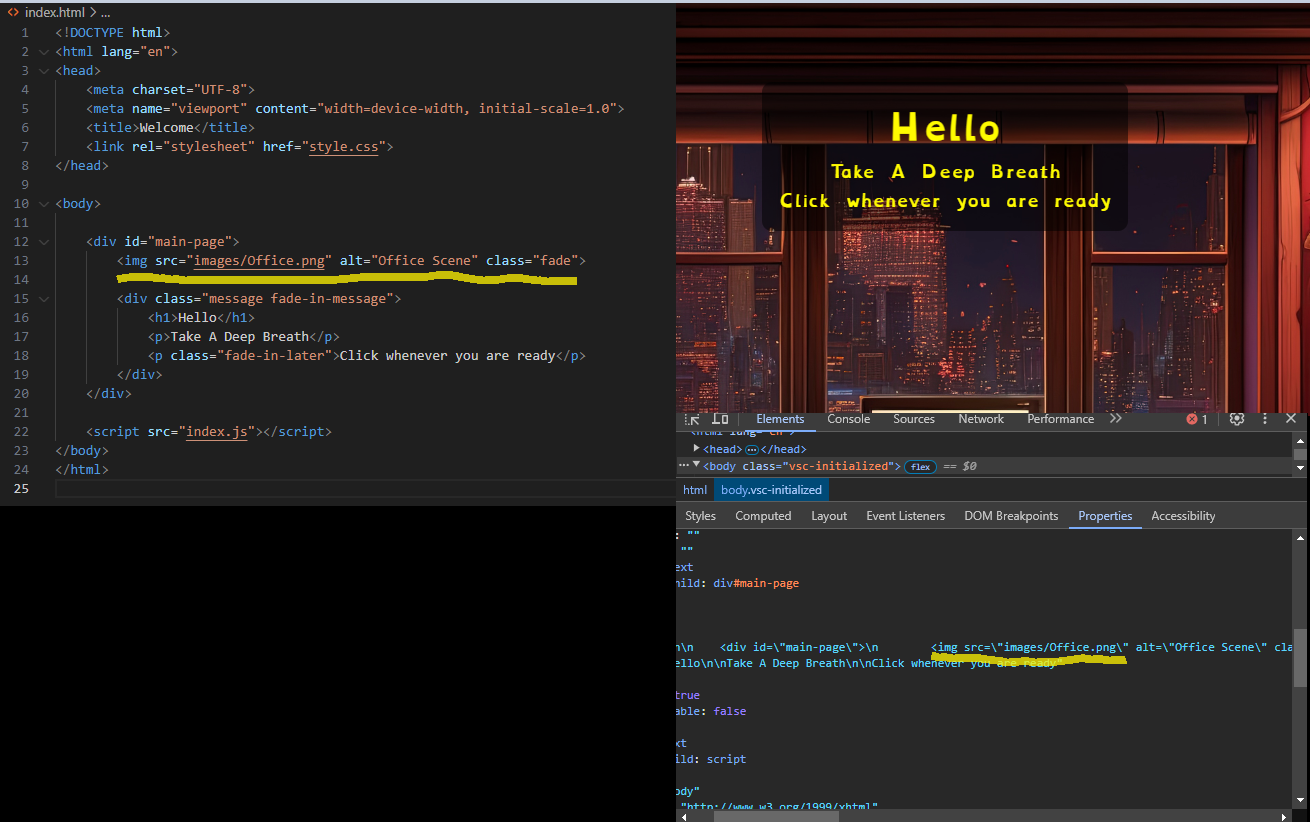 index.html > ...
1 <!DOCTYPE html>
2 <html lang="en">
3 <head>
4 <meta charset="UTF-8">
5 <meta name="viewport" content="width=device-width, initial-scale=1.0">
6 <title>Welcome</title>
7 <link rel="stylesheet" href="style.css">
8 </head>
9
10 <body>
11
12 <div id="main-page">
13 <img src="images/Office.png" alt="Office Scene" class="fade">
14
15 <div class="message fade-in-message">
16 <h1>Hello</h1>
17 <p>Take A Deep Breath</p>
18 <p class="fade-in-later">Click whenever you are ready</p>
19 </div>
20 </div>
21
22 <script src="index.js"></script>
23 </body>
24 </html>
25
Hello
Take A Deep Breath
Click whenever you are ready
Elements Console Sources Network Performance 1
<html lang="en">
<head> ... </head>
... <body class="vsc-initialized"> flex == $0
html body.vsc-initialized
Styles Computed Layout Event Listeners DOM Breakpoints Properties Accessibility
: ""
""
ext
hild: div#main-page
n\n    <div id=\"main-page\">\n        <img src=\"images/Office.png\" alt=\"Office Scene\" cla
ello\n\nTake A Deep Breath\n\nClick whenever you are ready"
true
able: false
xt
ild: script
ody"
"http://www.w3.org/1999/xhtml"